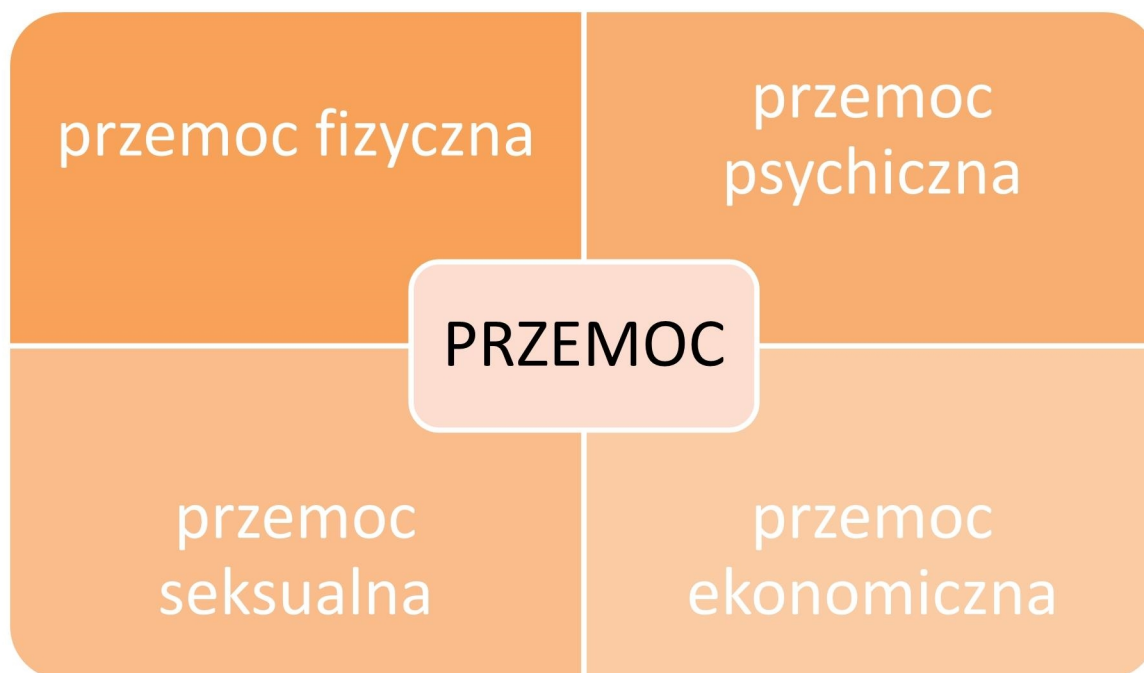 przemoc fizyczna
przemoc
psychiczna
PRZEMOC
przemoc
seksualna
przemoc
ekonomiczna